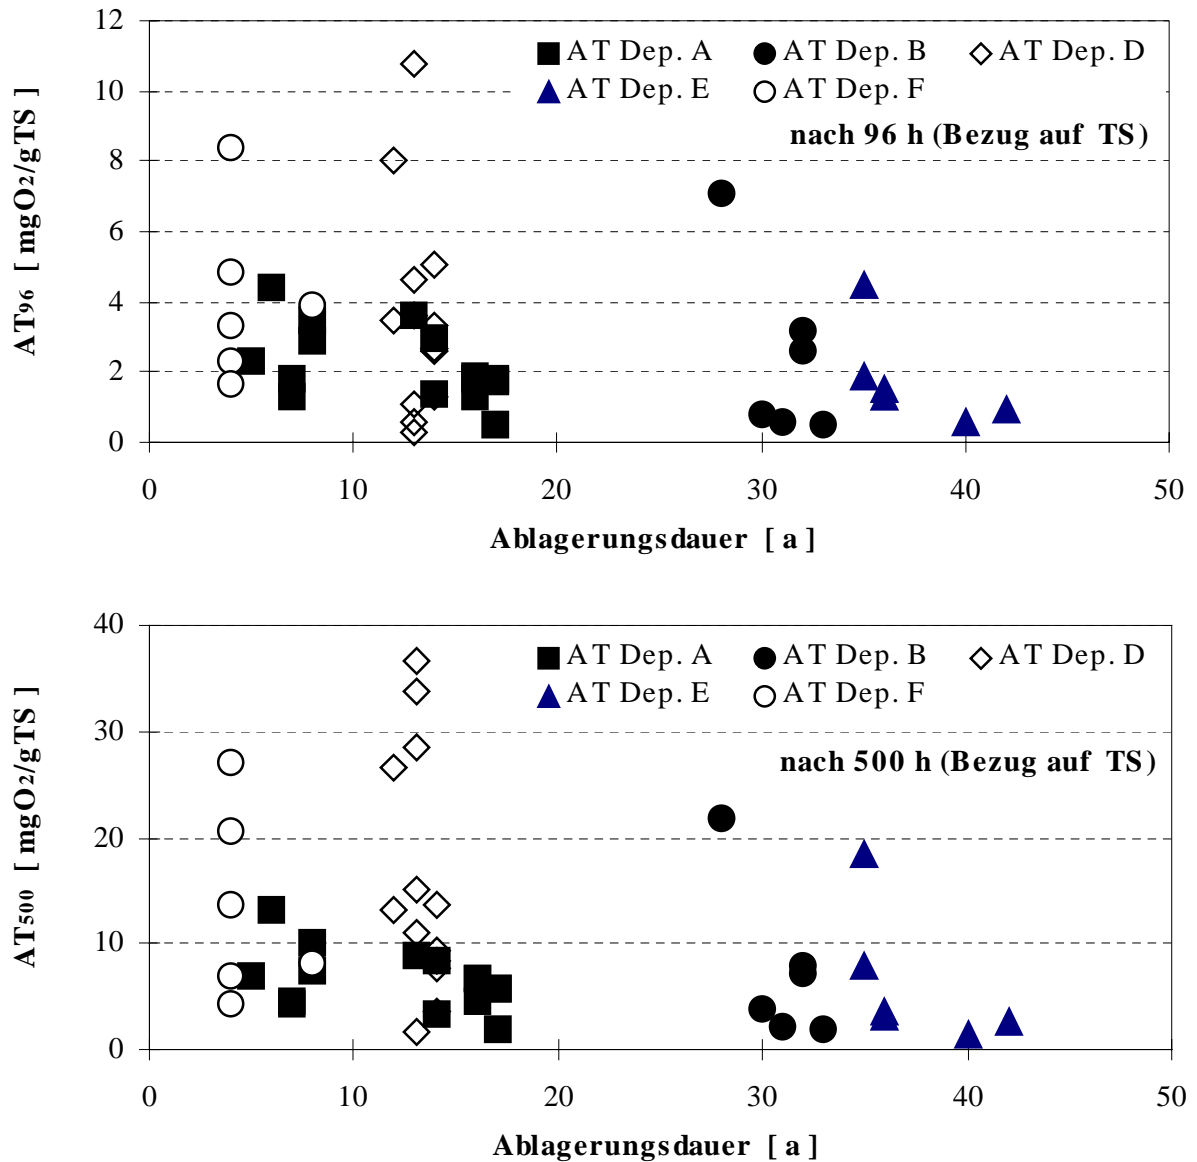 12
AT Dep. A AT Dep. B AT Dep. D
AT Dep. E AT Dep. F
10
nach 96 h (Bezug auf TS)
8
6
4
2
0
AT96 [ mgO2/gTS ]
0 10 20 30 40 50
Ablagerungsdauer [ a ]
40
AT Dep. A AT Dep. B AT Dep. D
AT Dep. E AT Dep. F
30
nach 500 h (Bezug auf TS)
20
10
0
AT500 [ mgO2/gTS ]
0 10 20 30 40 50
Ablagerungsdauer [ a ]